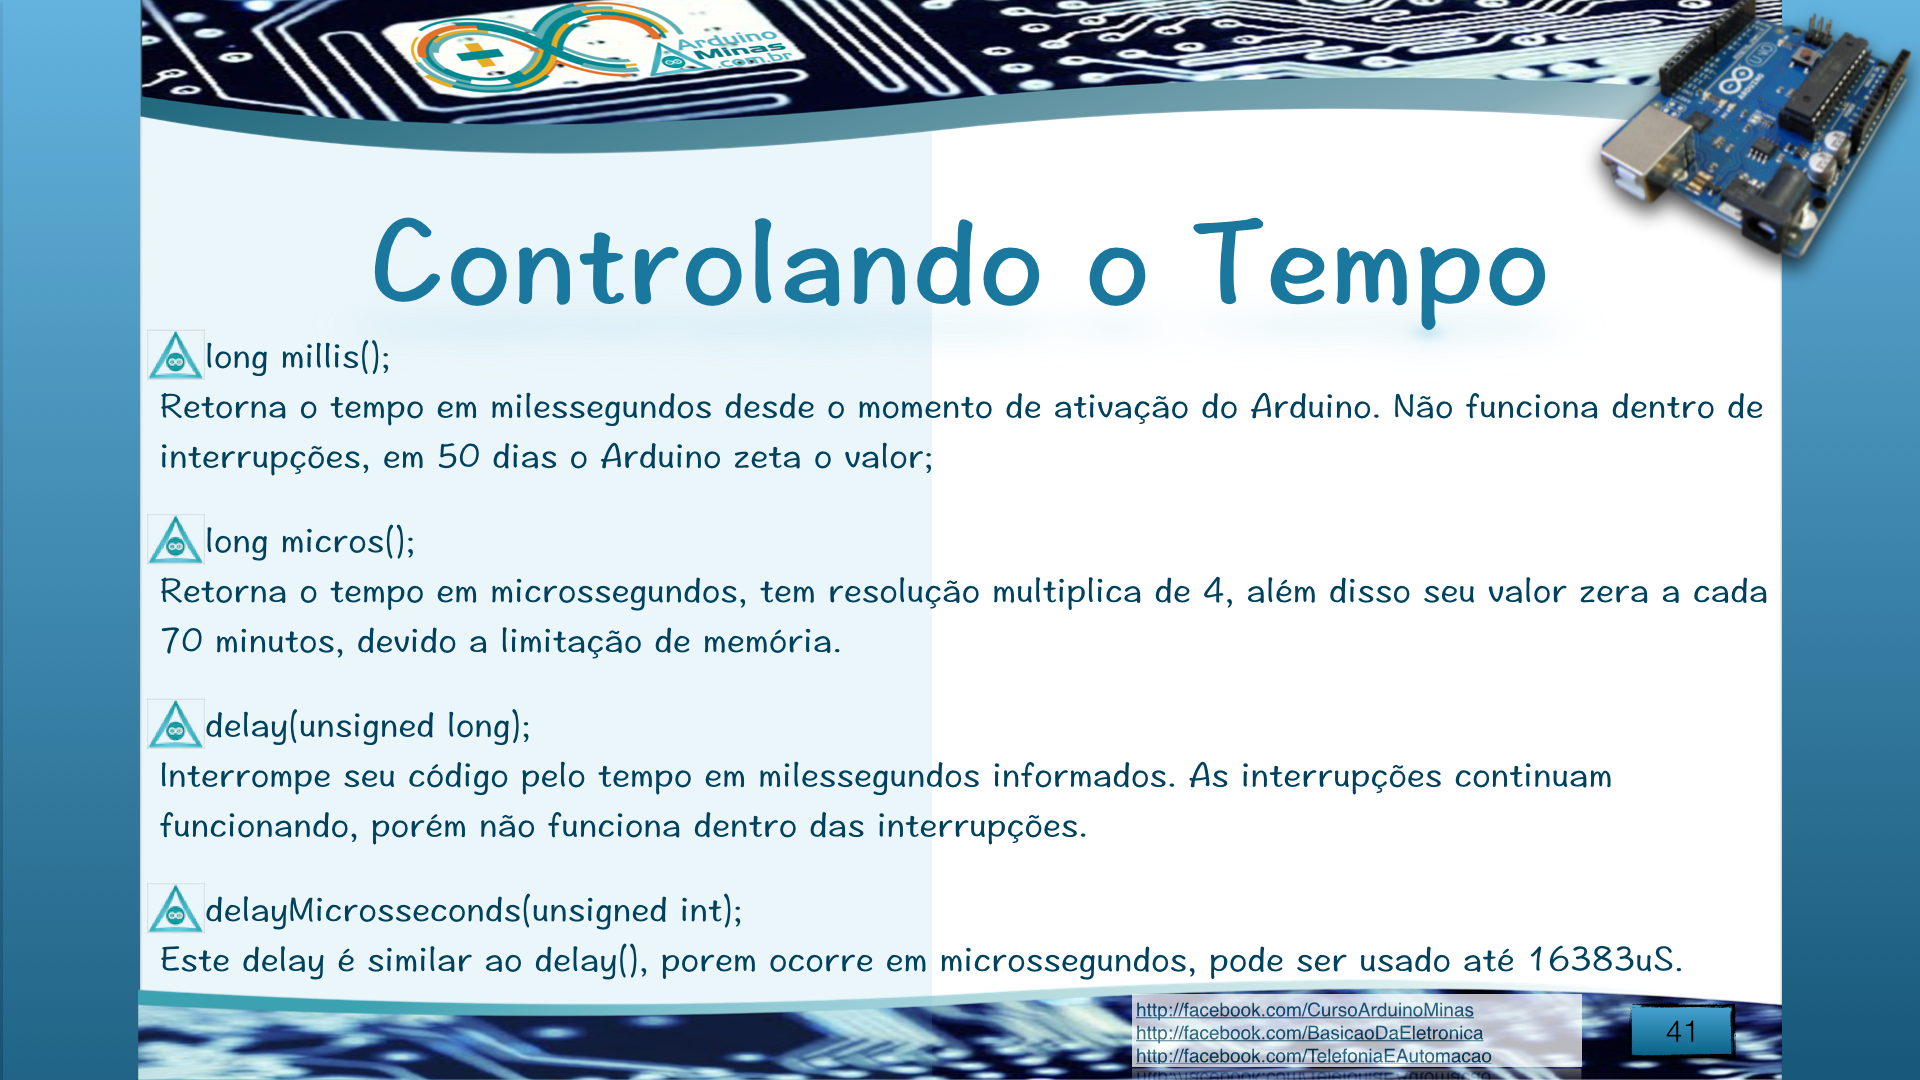 Arduino
Minas
.com.br
Controlando o Tempo
long millis();
Retorna o tempo em milessegundos desde o momento de ativação do Arduino. Não funciona dentro de
interrupções, em 50 dias o Arduino zeta o valor;
long micros();
Retorna o tempo em microssegundos, tem resolução multiplica de 4, além disso seu valor zera a cada
70 minutos, devido a limitação de memória.
delay(unsigned long);
Interrompe seu código pelo tempo em milessegundos informados. As interrupções continuam
funcionando, porém não funciona dentro das interrupções.
delayMicrosseconds(unsigned int);
Este delay é similar ao delay(), porem ocorre em microssegundos, pode ser usado até 16383uS.
http://facebook.com/CursoArduinoMinas
http://facebook.com/BasicaoDaEletronica
http://facebook.com/TelefoniaEAutomacao
41